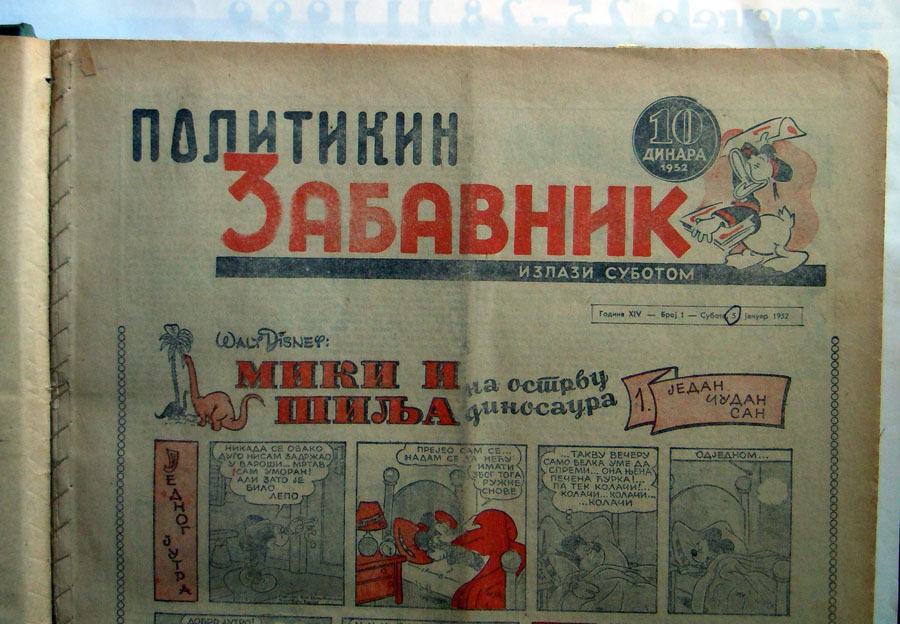 ПОЛИТИКИН
ЗАБАВНИК
10
ДИНАРА
1952
ИЗЛАЗИ СУБОТОМ
Година XIV — Број 1 — Субота 5 јануар 1952
WALT DISNEY:
МИКИ И
ШИЉА
на острву
диносаура
1. ЈЕДАН
ЧУДАН
САН
ЈЕДНОГ ЈУТРА
НИКАДА СЕ ОВАКО
ДУГО НИСАМ ЗАДРЖАО
У ВАРОШИ... МРТАВ
САМ УМОРАН!
АЛИ ЗАТО ЈЕ
БИЛО
ЛЕПО
ПРЕЈЕО САМ СЕ...
НАДАМ СЕ ДА НЕЋУ
ИМАТИ
ЗБОГ ТОГА
РУЖНЕ
СНОВЕ
...ТАКВУ ВЕЧЕРУ
САМО БЕЛКА УМЕ ДА
СПРЕМИ... ОНА ЊЕНА
ПЕЧЕНА ЋУРКА!...
ПА ТЕК КОЛАЧИ!...
КОЛАЧИ... КОЛАЧИ...
...КОЛАЧИ
ОДЈЕДНОМ...
ДОБРО ЈУТРО!